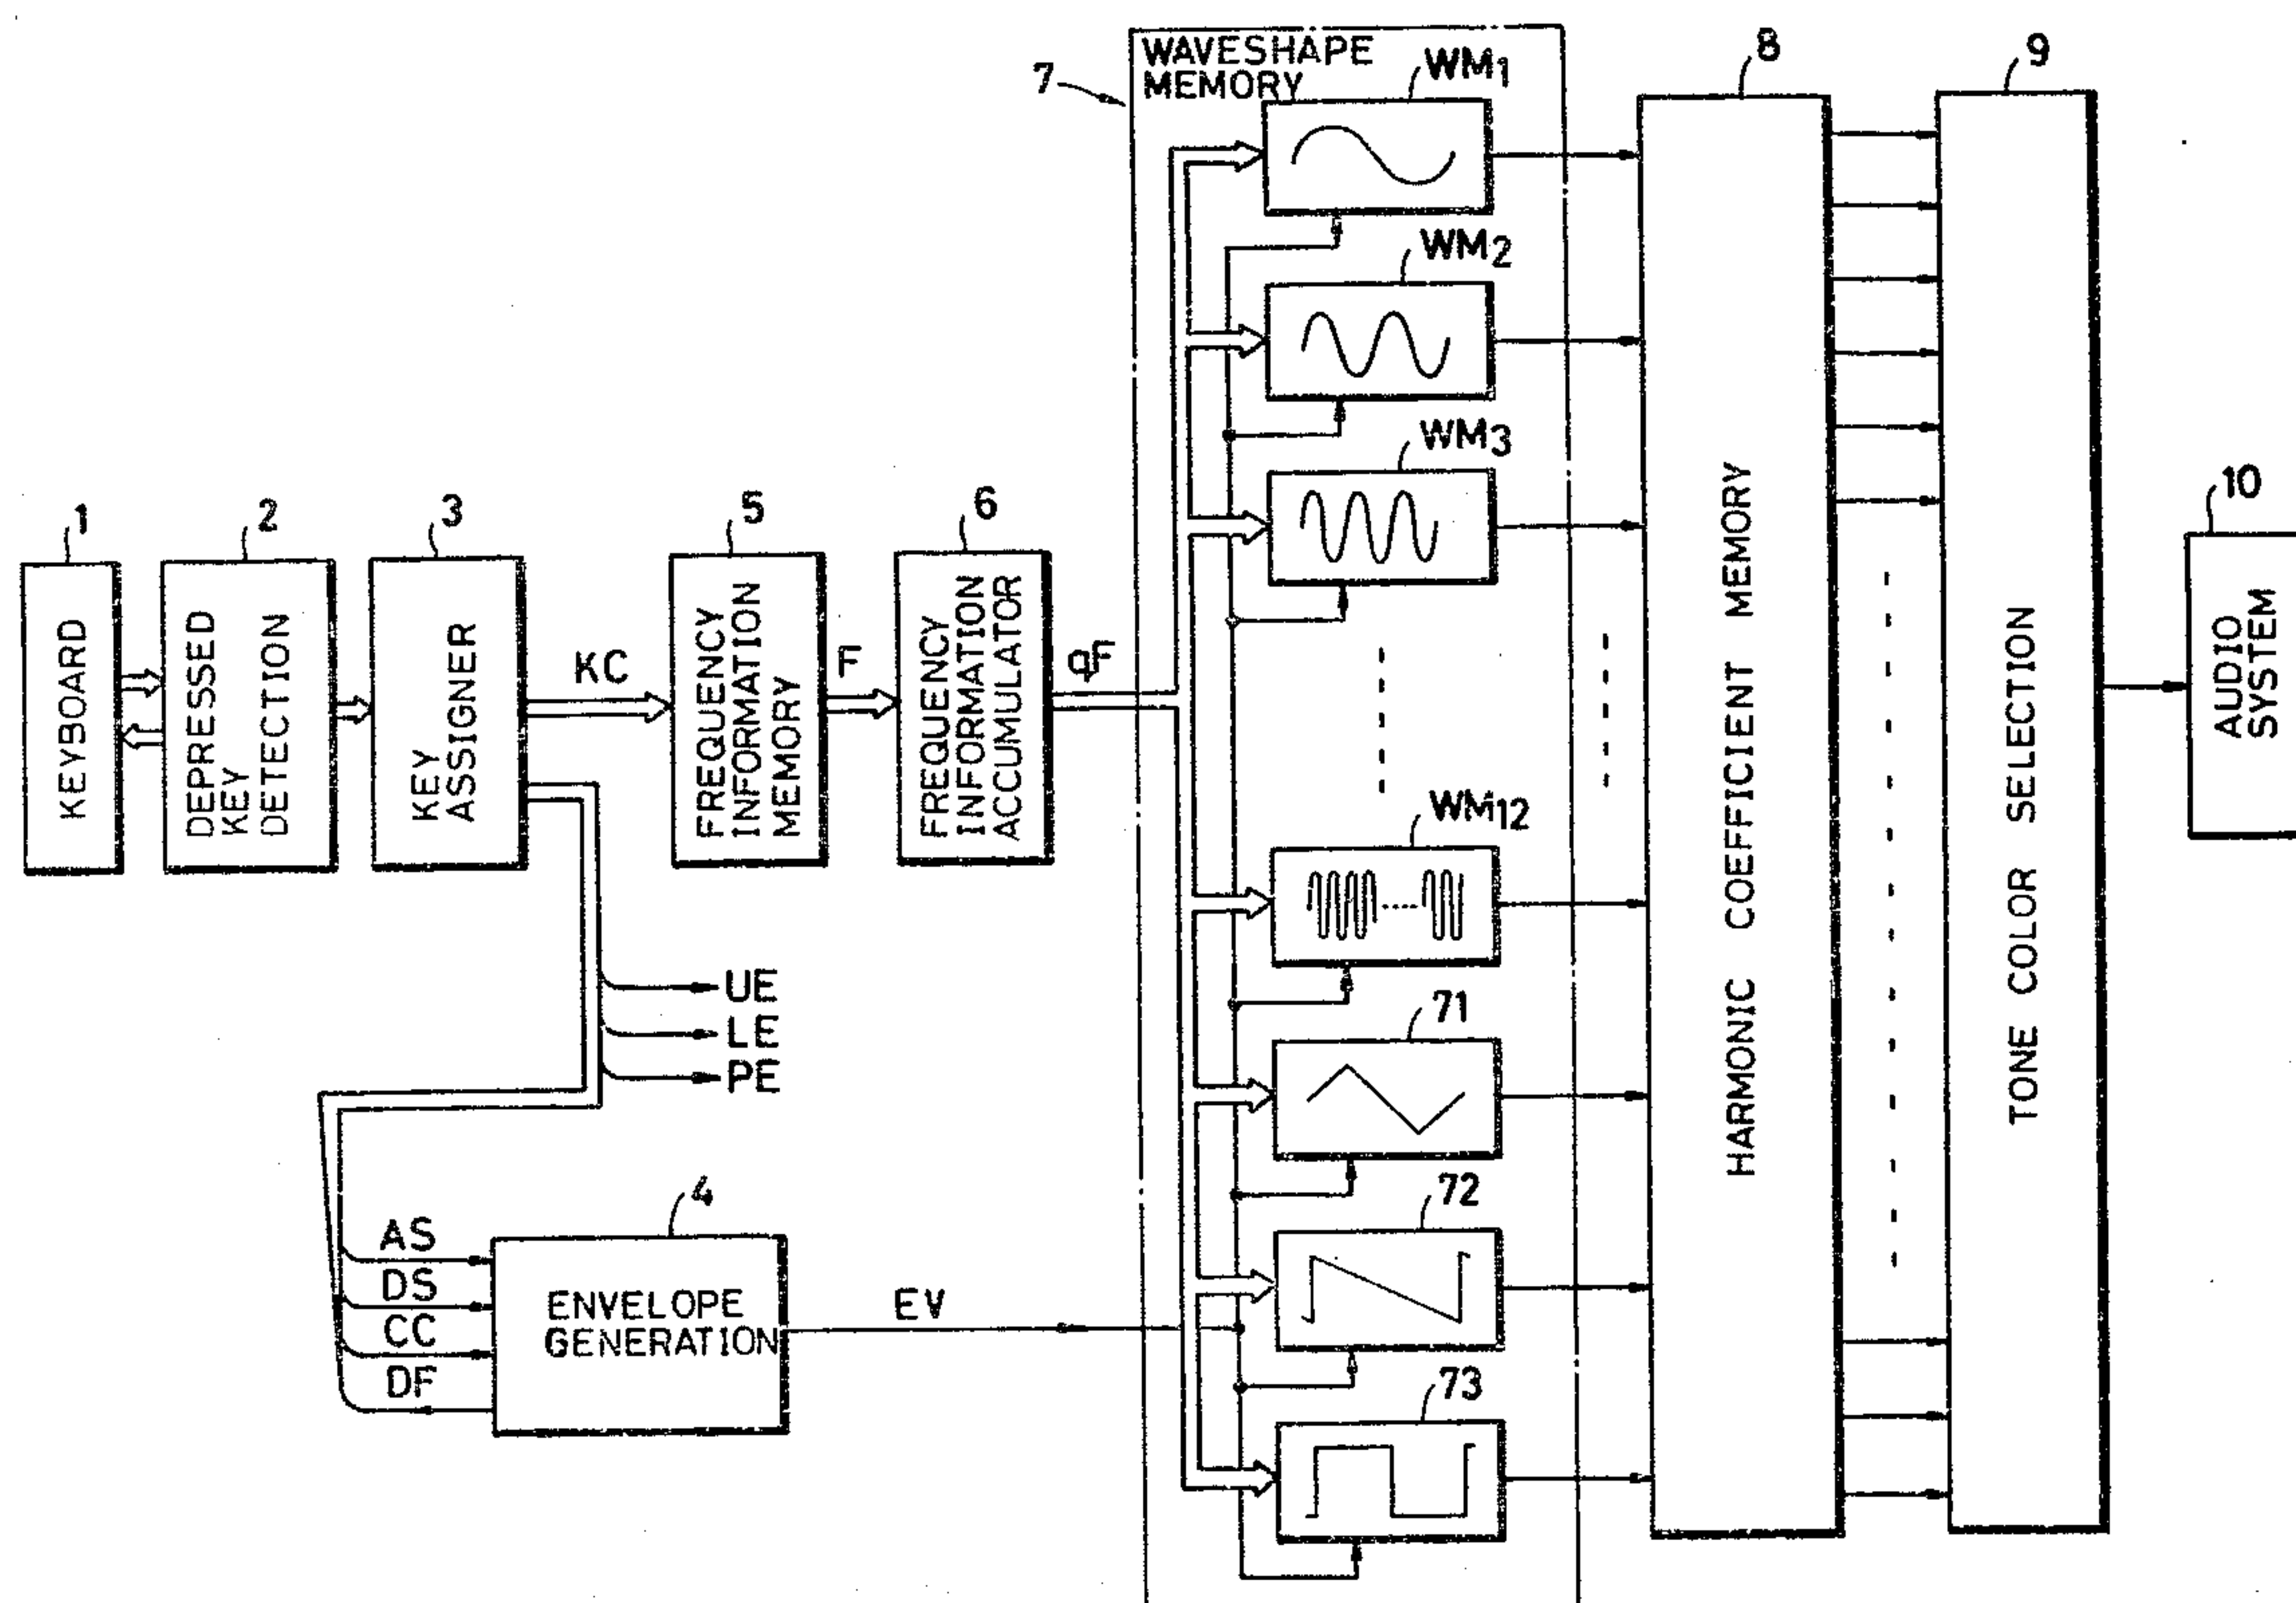 1
KEYBOARD
2
DEPRESSED
KEY
DETECTION
3
KEY
ASSIGNER
KC
5
FREQUENCY
INFORMATION
MEMORY
F
6
FREQUENCY
INFORMATION
ACCUMULATOR
qF
UE
LE
PE
4
AS
DS
CC
DF
ENVELOPE
GENERATION
EV
7
WAVESHAPE
MEMORY
WM1
WM2
WM3
WM12
71
72
73
8
HARMONIC COEFFICIENT MEMORY
9
TONE COLOR SELECTION
10
AUDIO
SYSTEM